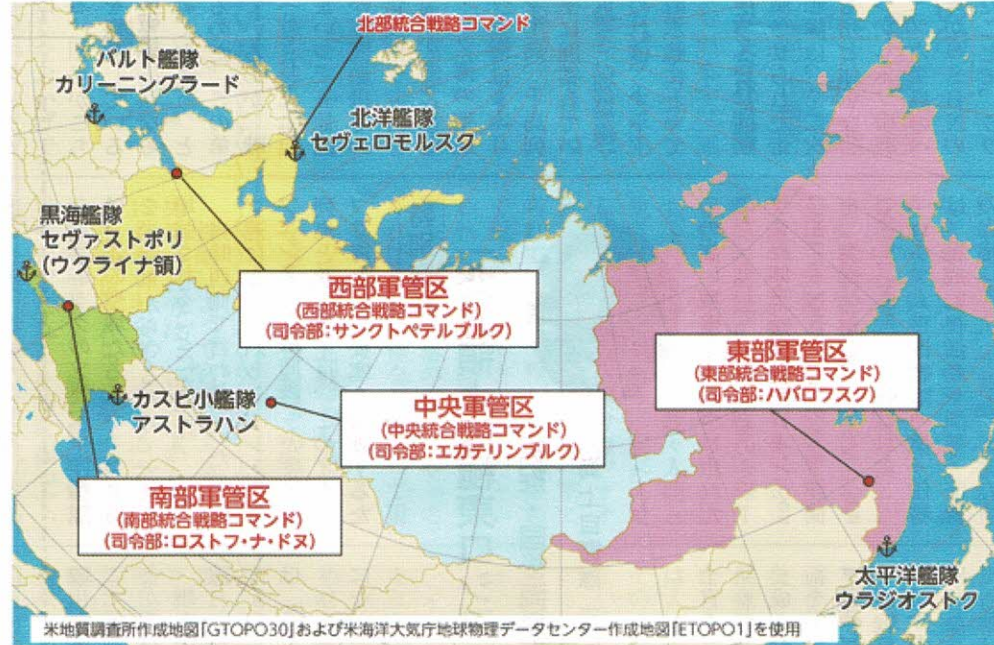 北部統合戦略コマンド
バルト艦隊
カリーニングラード
北洋艦隊
セヴェロモルスク
黒海艦隊
セヴァストポリ
(ウクライナ領)
西部軍管区
(西部統合戦略コマンド)
(司令部:サンクトペテルブルク)
東部軍管区
(東部統合戦略コマンド)
(司令部:ハバロフスク)
カスピ小艦隊
アストラハン
中央軍管区
(中央統合戦略コマンド)
(司令部:エカテリンブルク)
南部軍管区
(南部統合戦略コマンド)
(司令部:ロストフ・ナ・ドヌ)
太平洋艦隊
ウラジオストク
米地質調査所作成地図「GTOPO30」および米海洋大気庁地球物理データセンター作成地図「ETOPO1」を使用